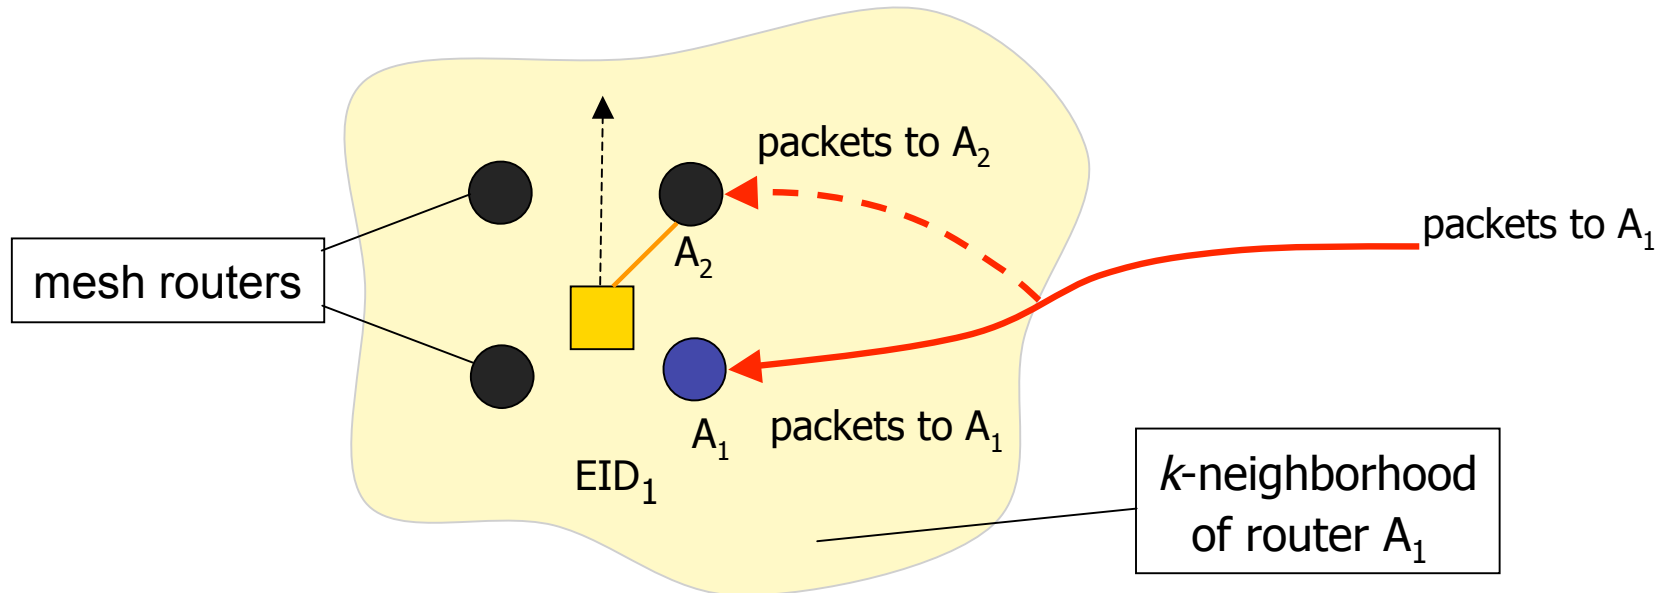 packets to A₂
packets to A₁
mesh routers
A₂
A₁
packets to A₁
EID₁
k-neighborhood
of router A₁